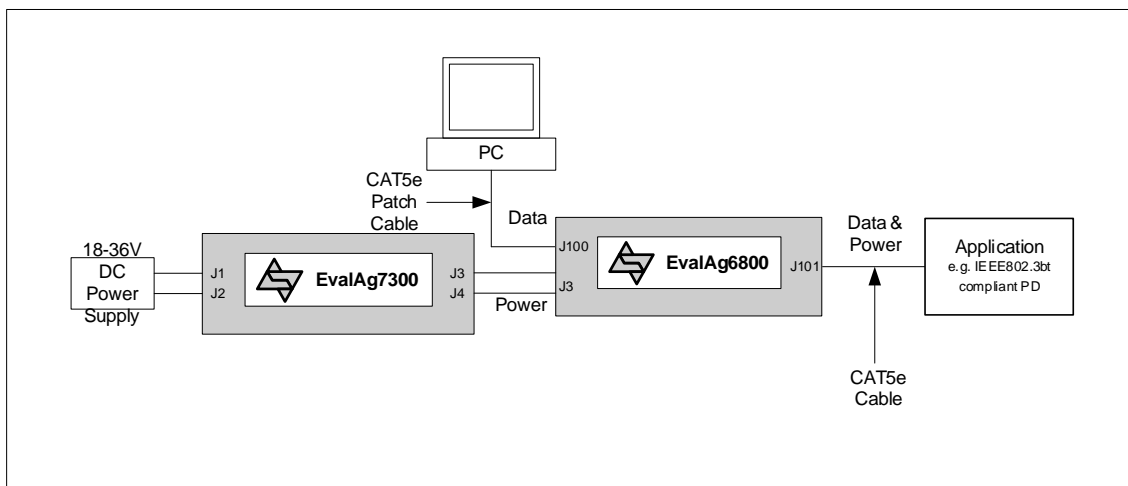 PC
CAT5e
Patch
Cable
Data
18-36V
DC
Power
Supply
J1
J2
EvalAg7300
J3
J4
Power
J100
J3
EvalAg6800
J101
Data &
Power
Application
e.g. IEEE802.3bt
compliant PD
CAT5e
Cable